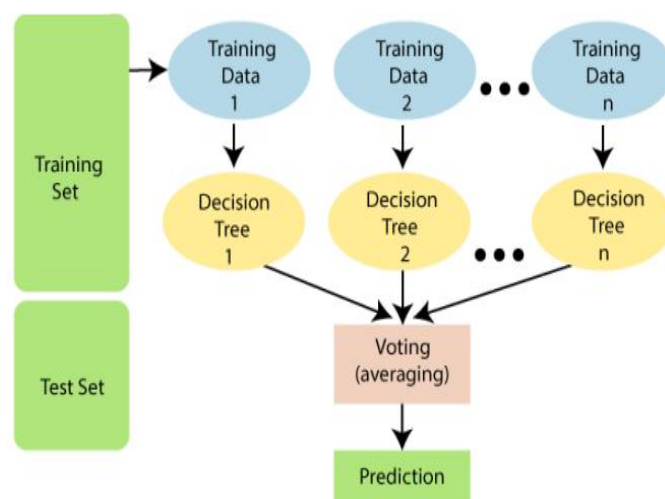 Training
Set
Test Set
Training
Data
1
Training
Data
2
Training
Data
n
Decision
Tree
1
Decision
Tree
2
Decision
Tree
n
Voting
(averaging)
Prediction